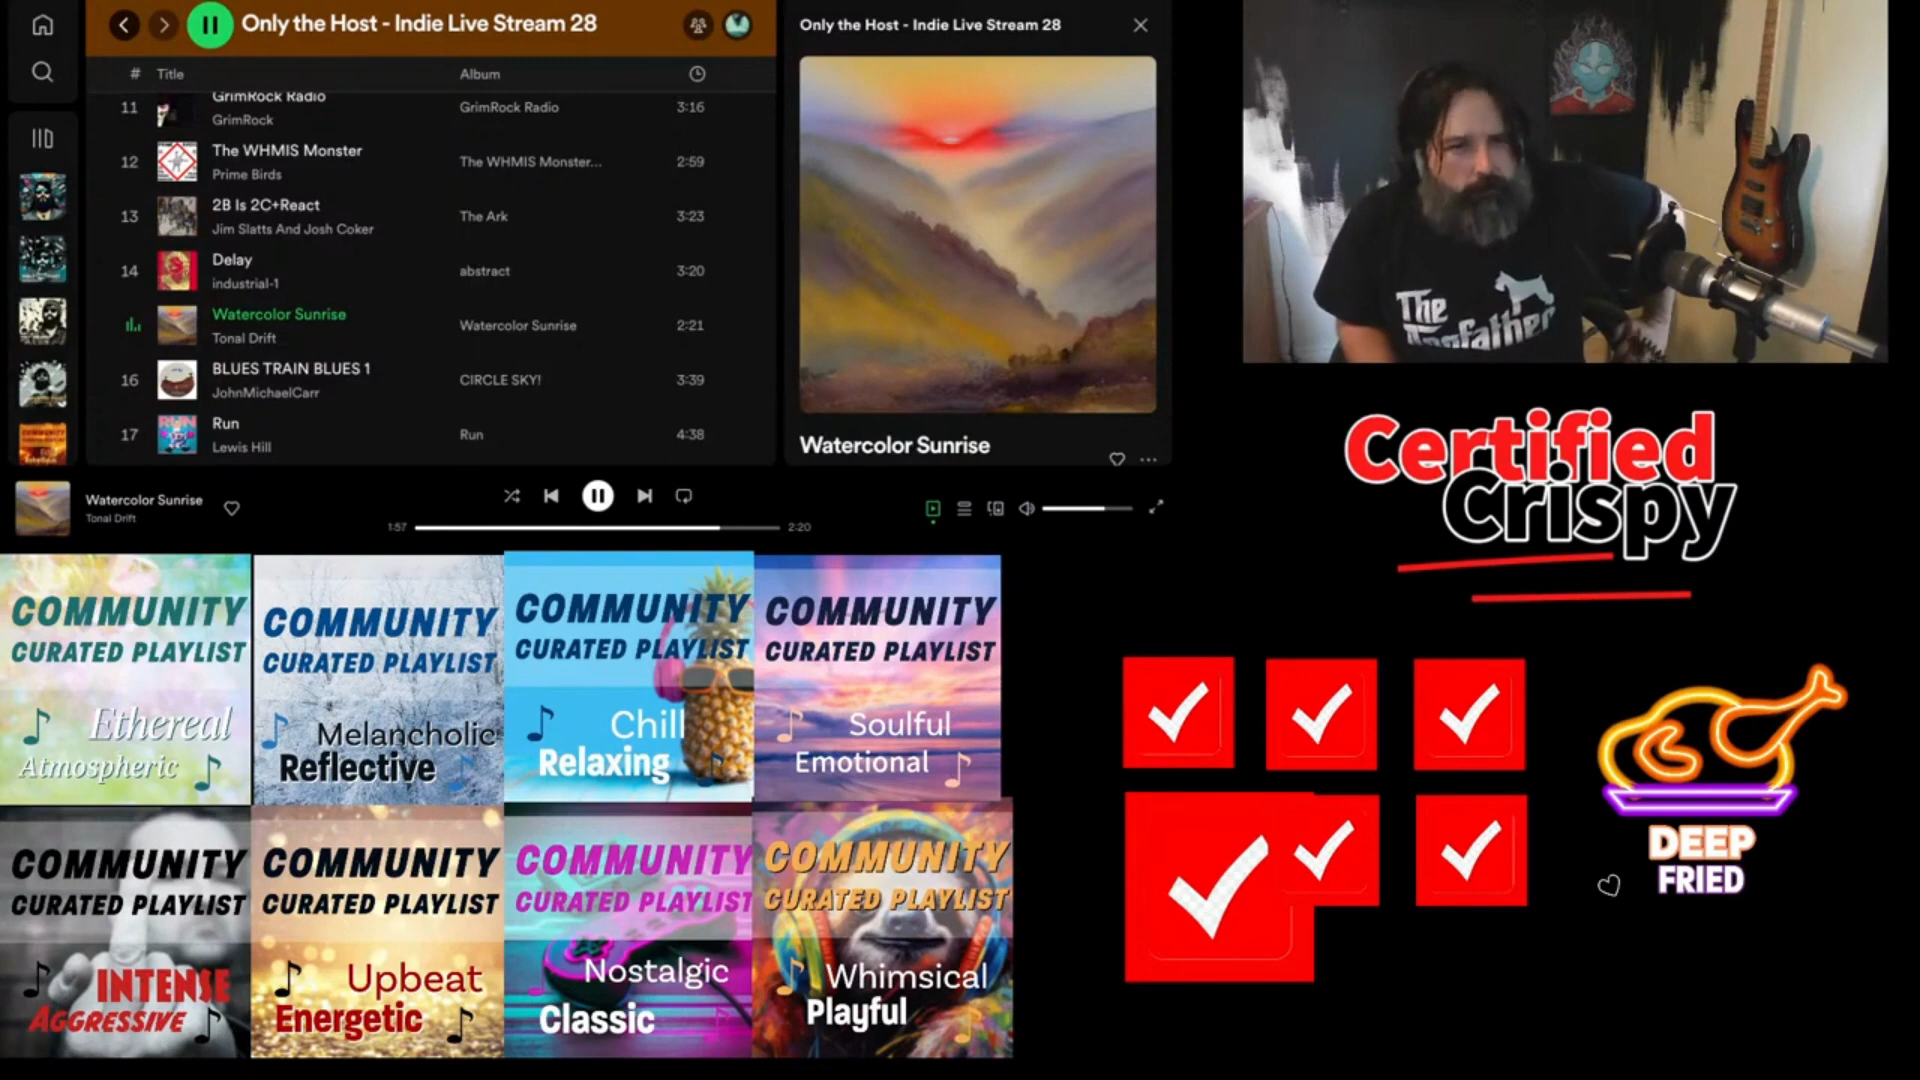 Only the Host - Indie Live Stream 28
# Title Album
11 GrimRock Radio GrimRock Radio 3:16
GrimRock
12 The WHMIS Monster The WHMIS Monster... 2:59
Prime Birds
13 2B Is 2C+React The Ark 3:23
Jim Slatts And Josh Coker
14 Delay abstract 3:20
industrial-1
Watercolor Sunrise Watercolor Sunrise 2:21
Tonal Drift
16 BLUES TRAIN BLUES 1 CIRCLE SKY! 3:39
JohnMichaelCarr
17 Run Run 4:38
Lewis Hill
Only the Host - Indie Live Stream 28
Watercolor Sunrise
Watercolor Sunrise
Tonal Drift
1:57 2:20
The
Dogfather
Certified
Crispy
COMMUNITY
CURATED PLAYLIST
Ethereal
Atmospheric
COMMUNITY
CURATED PLAYLIST
Melancholic
Reflective
COMMUNITY
CURATED PLAYLIST
Chill
Relaxing
COMMUNITY
CURATED PLAYLIST
Soulful
Emotional
COMMUNITY
CURATED PLAYLIST
INTENSE
AGGRESSIVE
COMMUNITY
CURATED PLAYLIST
Upbeat
Energetic
COMMUNITY
CURATED PLAYLIST
Nostalgic
Classic
COMMUNITY
CURATED PLAYLIST
Whimsical
Playful
DEEP
FRIED